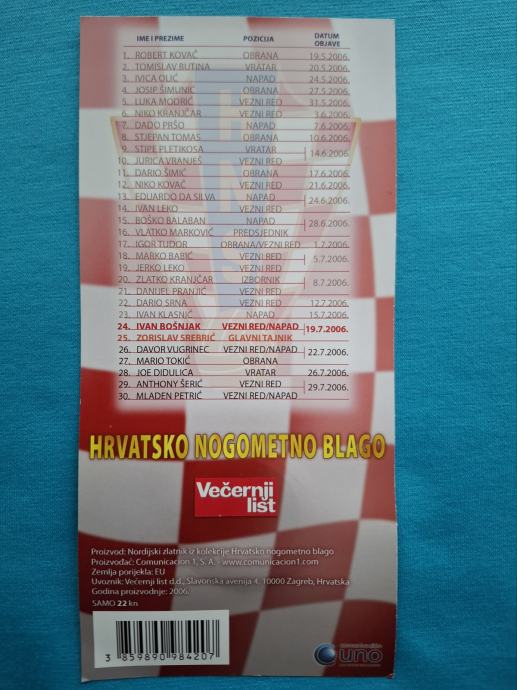 IME I PREZIME POZICIJA DATUM OBJAVE
1. ROBERT KOVAČ OBRANA 19.5.2006.
2. TOMISLAV BUTINA VRATAR 20.5.2006.
3. IVICA OLIĆ NAPAD 24.5.2006.
4. JOSIP ŠIMUNIĆ OBRANA 27.5.2006.
5. LUKA MODRIĆ VEZNI RED 31.5.2006.
6. NIKO KRANJČAR VEZNI RED 3.6.2006.
7. DADO PRŠO NAPAD 7.6.2006.
8. STJEPAN TOMAS OBRANA 10.6.2006.
9. STIPE PLETIKOSA VRATAR 14.6.2006.
10. JURICA VRANJEŠ VEZNI RED
11. DARIO ŠIMIĆ OBRANA 17.6.2006.
12. NIKO KOVAČ VEZNI RED 21.6.2006.
13. EDUARDO DA SILVA NAPAD 24.6.2006.
14. IVAN LEKO VEZNI RED
15. BOŠKO BALABAN NAPAD 28.6.2006.
16. VLATKO MARKOVIĆ PREDSJEDNIK
17. IGOR TUDOR OBRANA/VEZNI RED 1.7.2006.
18. MARKO BABIĆ VEZNI RED 5.7.2006.
19. JERKO LEKO VEZNI RED
20. ZLATKO KRANJČAR IZBORNIK 8.7.2006.
21. DANIJEL PRANJIĆ VEZNI RED
22. DARIO SRNA VEZNI RED 12.7.2006.
23. IVAN KLASNIĆ NAPAD 15.7.2006.
24. IVAN BOŠNJAK VEZNI RED/NAPAD 19.7.2006.
25. ZORISLAV SREBRIĆ GLAVNI TAJNIK
26. DAVOR VUGRINEC VEZNI RED/NAPAD 22.7.2006.
27. MARIO TOKIĆ OBRANA
28. JOE DIDULICA VRATAR 26.7.2006.
29. ANTHONY ŠERIĆ VEZNI RED 29.7.2006.
30. MLADEN PETRIĆ VEZNI RED/NAPAD
HRVATSKO NOGOMETNO BLAGO
Večernji
list
Proizvod: Nordijski zlatnik iz kolekcije Hrvatsko nogometno blago
Proizvođač: Comunicacion 1, S. A. - www.comunicacion1.com
Zemlja porijekla: EU
Uvoznik: Večernji list d.d., Slavonska avenija 4, 10000 Zagreb, Hrvatska
Godina proizvodnje: 2006.
SAMO 22 kn
3 859890 984207
uno